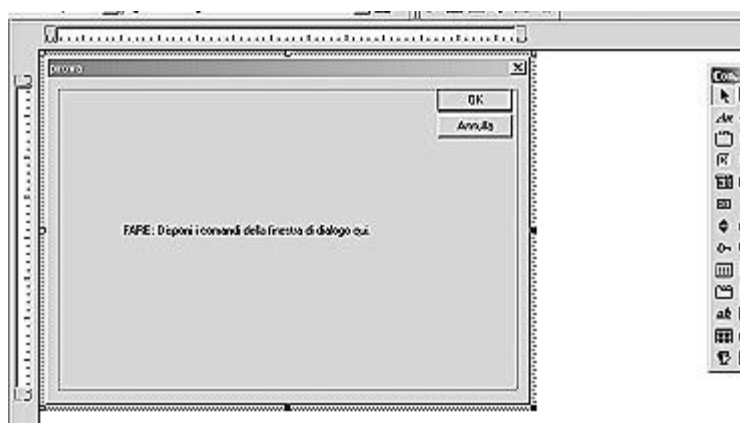 prova
OK
Annulla
FARE: Disponi i comandi della finestra di dialogo qui.